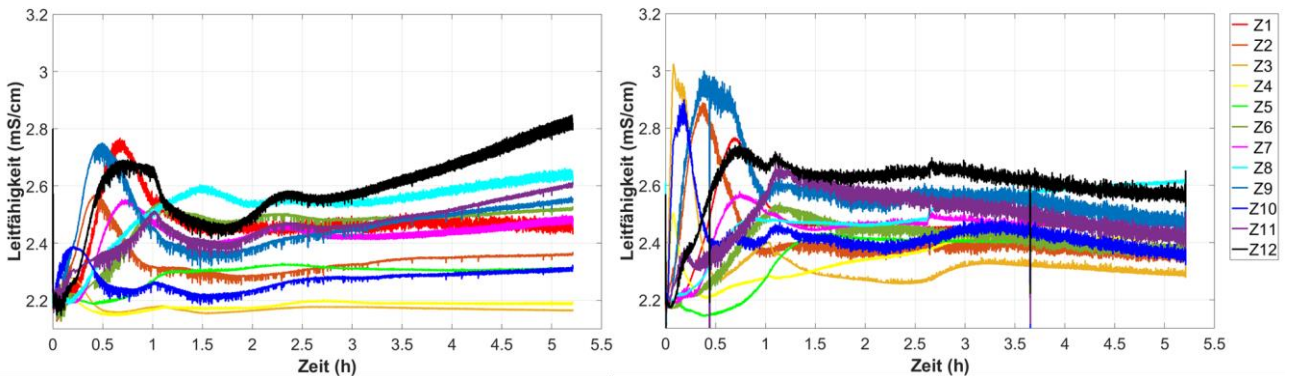 3.2
3
2.8
2.6
2.4
2.2
Leitfähigkeit (mS/cm)
0 0.5 1 1.5 2 2.5 3 3.5 4 4.5 5 5.5
Zeit (h)
3.2
3
2.8
2.6
2.4
2.2
Leitfähigkeit (mS/cm)
0 0.5 1 1.5 2 2.5 3 3.5 4 4.5 5 5.5
Zeit (h)
Z1
Z2
Z3
Z4
Z5
Z6
Z7
Z8
Z9
Z10
Z11
Z12